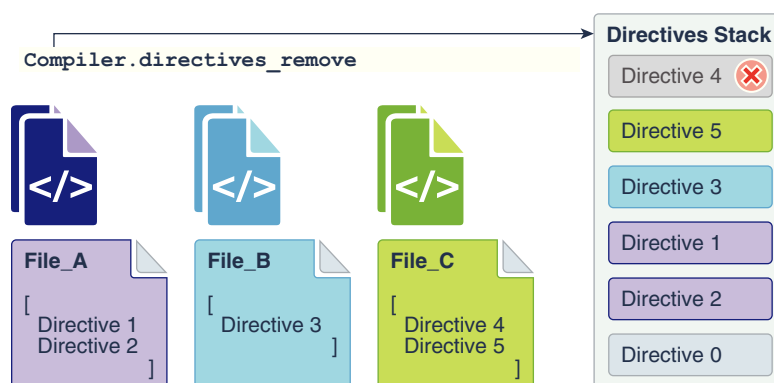 Compiler.directives_remove
</>
</>
</>
File_A
[
Directive 1
Directive 2
]
File_B
[
Directive 3
]
File_C
[
Directive 4
Directive 5
]
Directives Stack
Directive 4
Directive 5
Directive 3
Directive 1
Directive 2
Directive 0